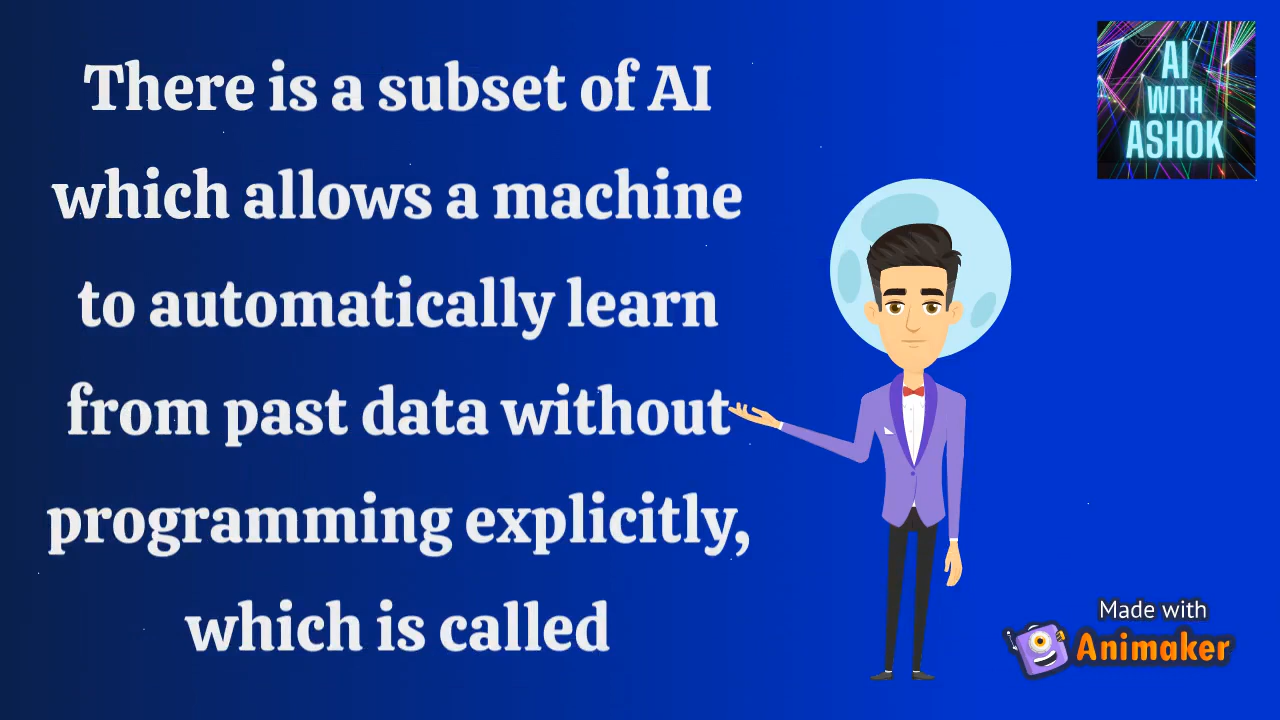 There is a subset of AI
which allows a machine
to automatically learn
from past data without
programming explicitly,
which is called
AI
WITH
ASHOK
Made with
Animaker